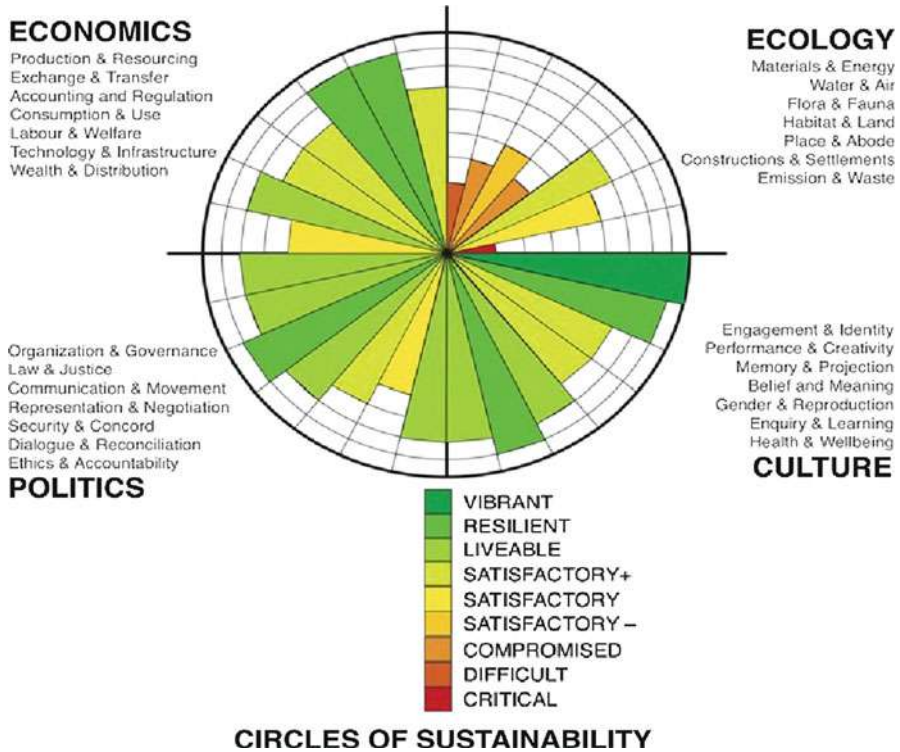 ECONOMICS
Production & Resourcing
Exchange & Transfer
Accounting and Regulation
Consumption & Use
Labour & Welfare
Technology & Infrastructure
Wealth & Distribution
ECOLOGY
Materials & Energy
Water & Air
Flora & Fauna
Habitat & Land
Place & Abode
Constructions & Settlements
Emission & Waste
Organization & Governance
Law & Justice
Communication & Movement
Representation & Negotiation
Security & Concord
Dialogue & Reconciliation
Ethics & Accountability
POLITICS
Engagement & Identity
Performance & Creativity
Memory & Projection
Belief and Meaning
Gender & Reproduction
Enquiry & Learning
Health & Wellbeing
CULTURE
VIBRANT
RESILIENT
LIVEABLE
SATISFACTORY+
SATISFACTORY
SATISFACTORY –
COMPROMISED
DIFFICULT
CRITICAL
CIRCLES OF SUSTAINABILITY